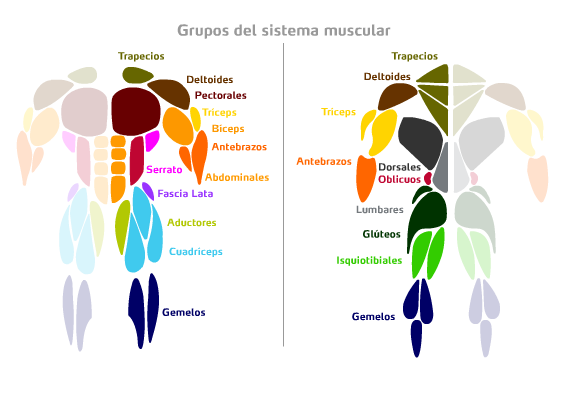 Grupos del sistema muscular
Trapecios
Deltoides
Pectorales
Triceps
Biceps
Antebrazos
Serrato
Abdominales
Fascia Lata
Aductores
Cuadriceps
Gemelos
Trapecios
Deltoides
Triceps
Antebrazos
Dorsales
Oblicuos
Lumbares
Glúteos
Isquiotibiales
Gemelos